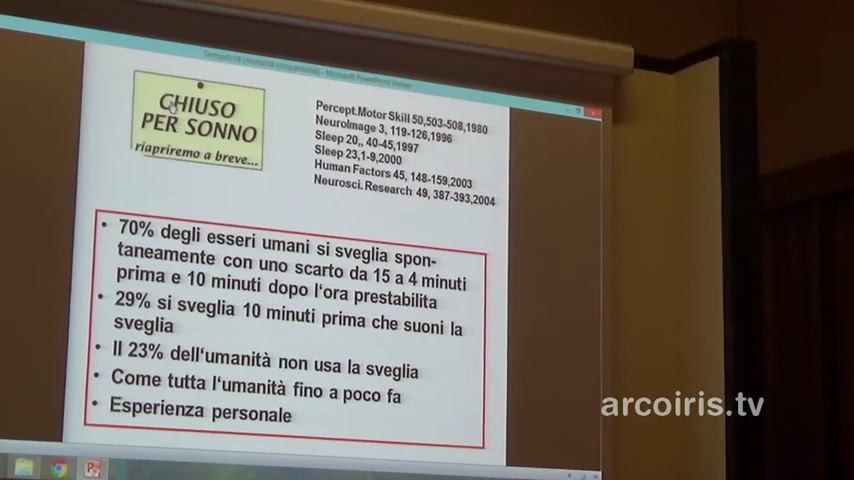 CHIUSO
PER SONNO
riapriremo a breve...
Percept.Motor Skill 50,503-508,1980
NeuroImage 3, 119-126,1996
Sleep 20,, 40-45,1997
Sleep 23,1-9,2000
Human Factors 45, 148-159,2003
Neurosci. Research 49, 387-393,2004
• 70% degli esseri umani si sveglia spon-
taneamente con uno scarto da 15 a 4 minuti
prima e 10 minuti dopo l'ora prestabilita
• 29% si sveglia 10 minuti prima che suoni la
sveglia
• Il 23% dell'umanità non usa la sveglia
• Come tutta l'umanità fino a poco fa
• Esperienza personale
arcoiris.tv